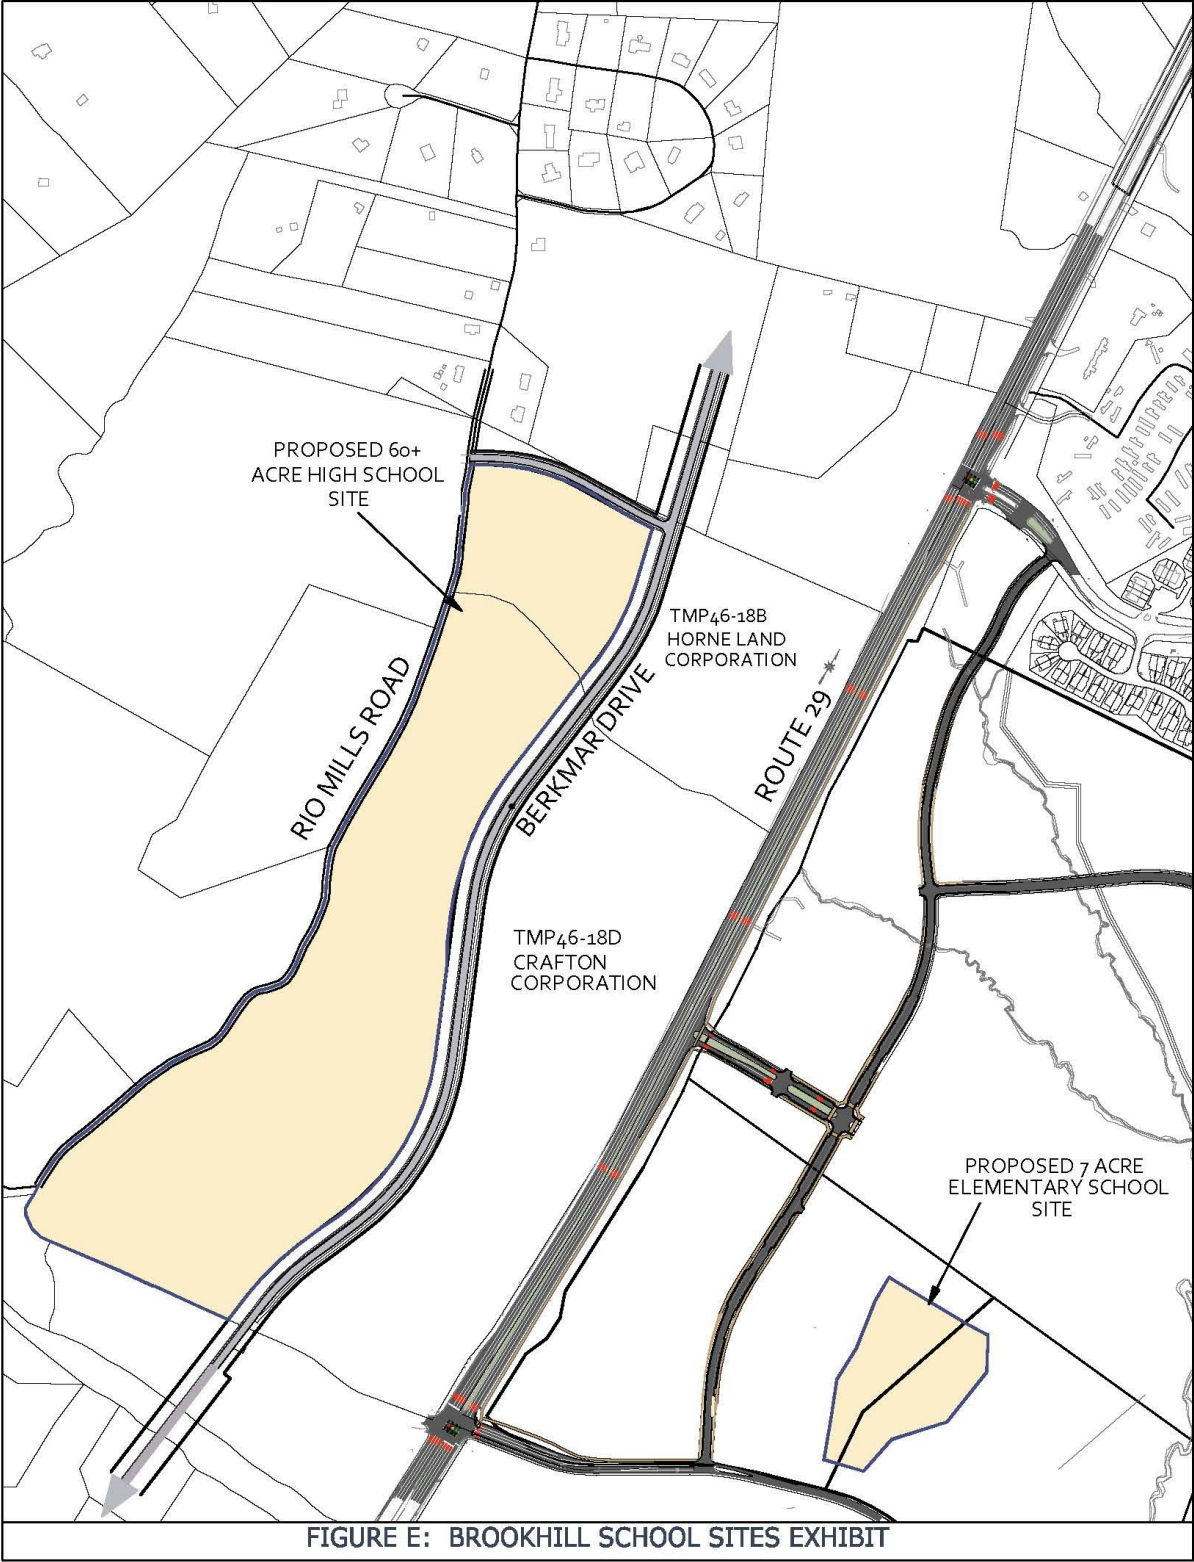 PROPOSED 60+
ACRE HIGH SCHOOL
SITE
TMP46-18B
HORNE LAND
CORPORATION
RIO MILLS ROAD
BERKMAR DRIVE
ROUTE 29
TMP46-18D
CRAFTON
CORPORATION
PROPOSED 7 ACRE
ELEMENTARY SCHOOL
SITE
FIGURE E: BROOKHILL SCHOOL SITES EXHIBIT